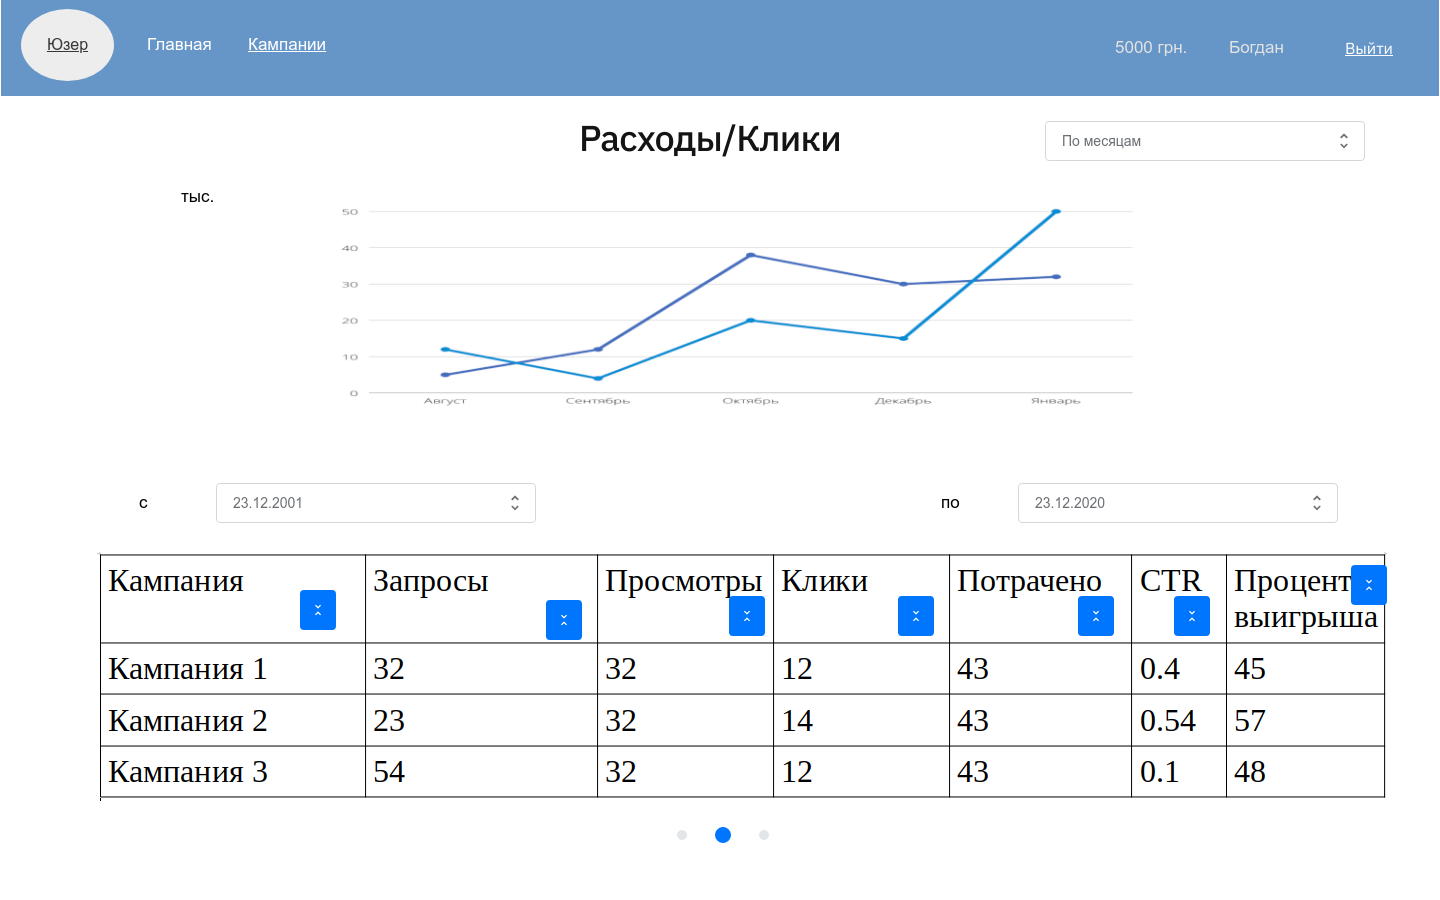 Юзер Главная Кампании 5000 грн. Богдан Выйти
Расходы/Клики
По месяцам
тыс.
50
40
30
20
10
0
Август Сентябрь Октябрь Декабрь Январь
с 23.12.2001 по 23.12.2020
Кампания Запросы Просмотры Клики Потрачено CTR Процент
выигрыша
Кампания 1 32 32 12 43 0.4 45
Кампания 2 23 32 14 43 0.54 57
Кампания 3 54 32 12 43 0.1 48